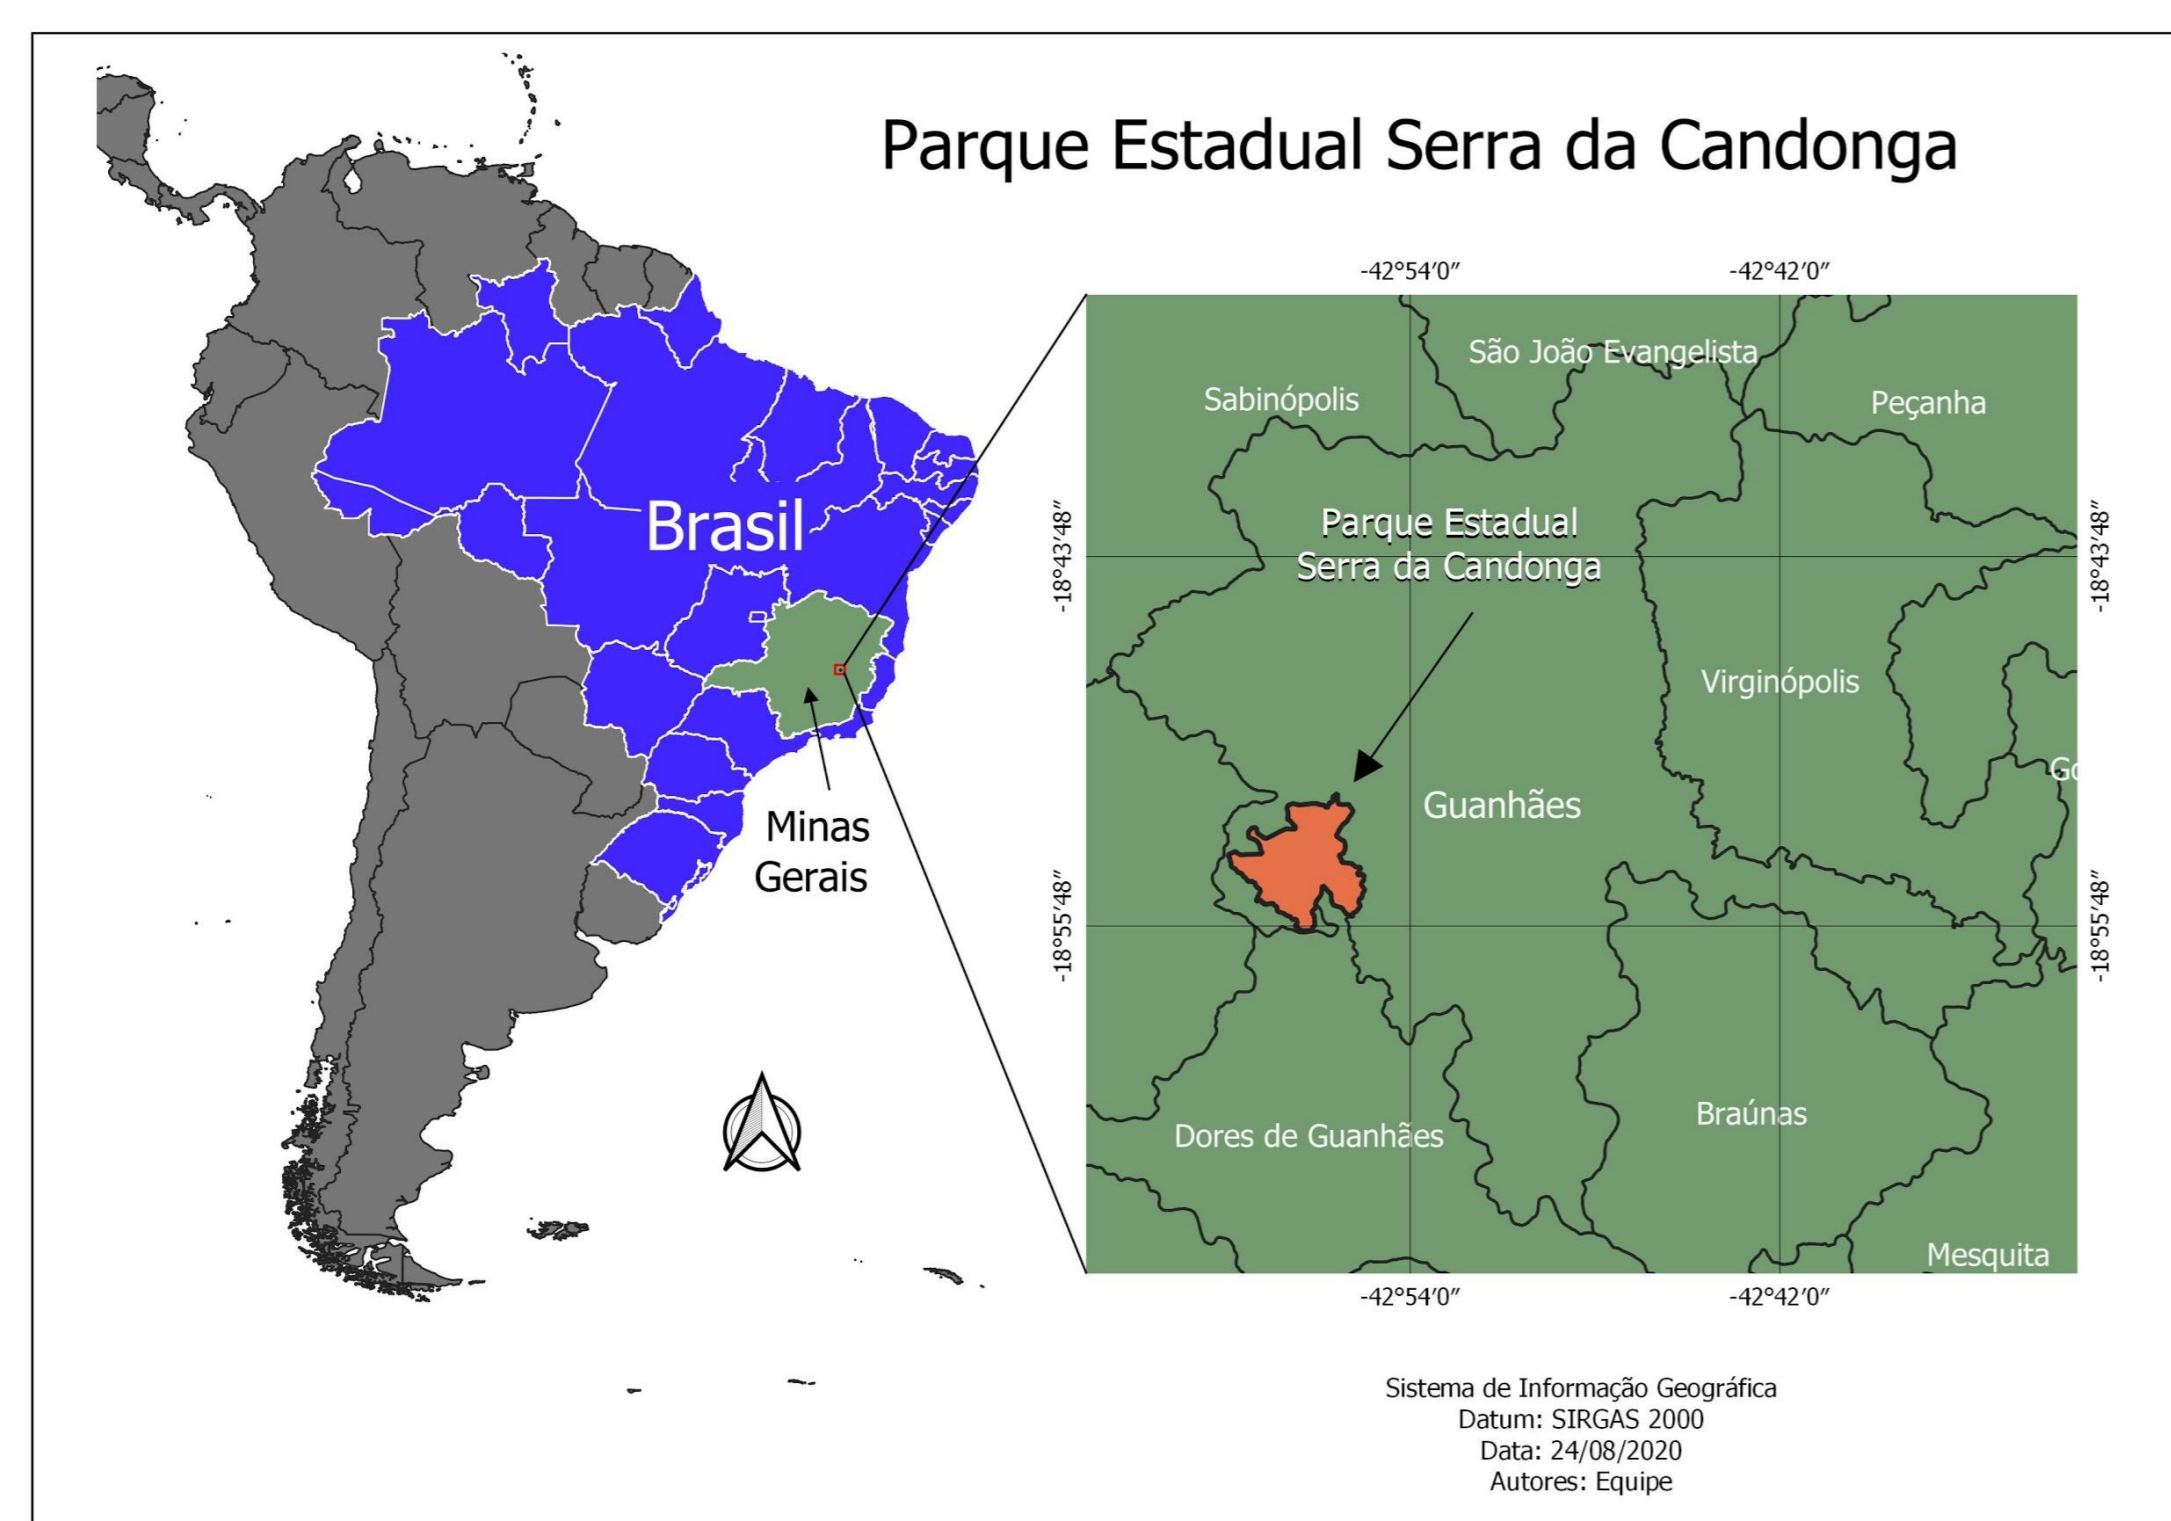 Parque Estadual Serra da Candonga
-42°54′0″
-42°42′0″
São João Evangelista
Sabinópolis
Peçanha
Brasil
Parque Estadual
Serra da Candonga
-18°43′48″
-18°43′48″
Virginópolis
Go
Minas
Gerais
Guanhães
-18°55′48″
-18°55′48″
Braúnas
Dores de Guanhães
Mesquita
-42°54′0″
-42°42′0″
Sistema de Informação Geográfica
Datum: SIRGAS 2000
Data: 24/08/2020
Autores: Equipe